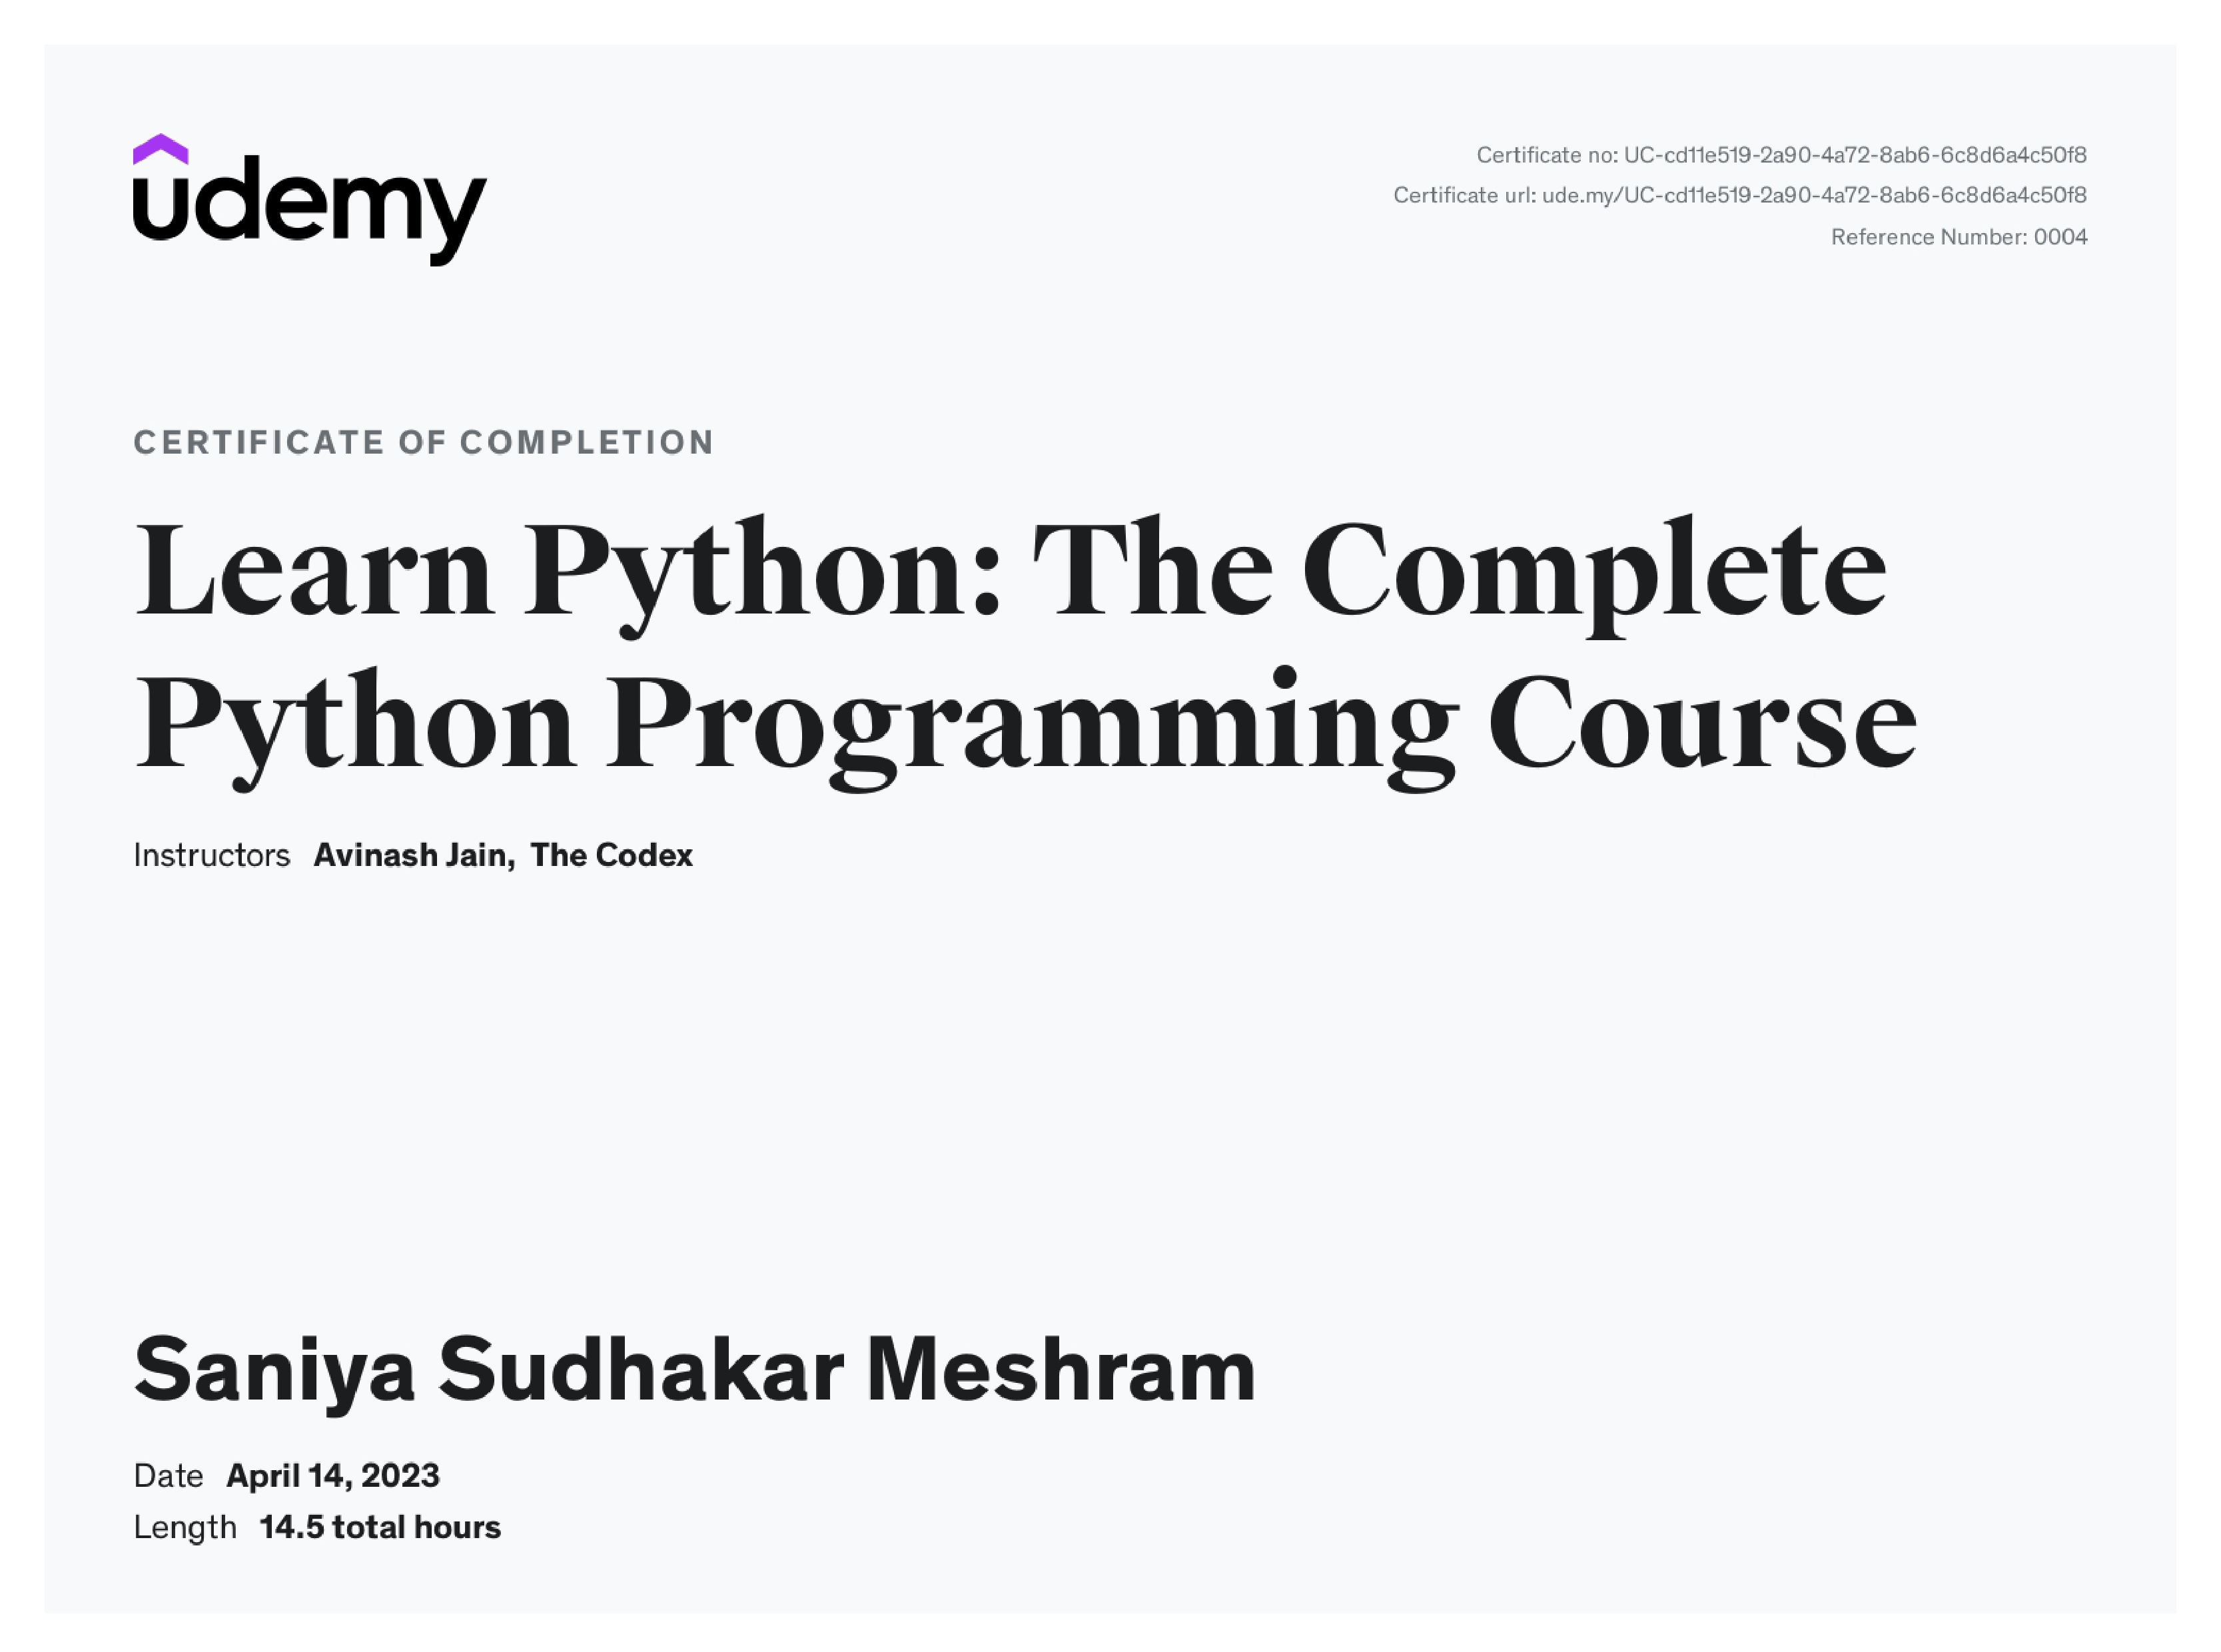 udemy
Certificate no: UC-cd11e519-2a90-4a72-8ab6-6c8d6a4c50f8
Certificate url: ude.my/UC-cd11e519-2a90-4a72-8ab6-6c8d6a4c50f8
Reference Number: 0004
CERTIFICATE OF COMPLETION
Learn Python: The Complete
Python Programming Course
Instructors Avinash Jain, The Codex
Saniya Sudhakar Meshram
Date April 14, 2023
Length 14.5 total hours